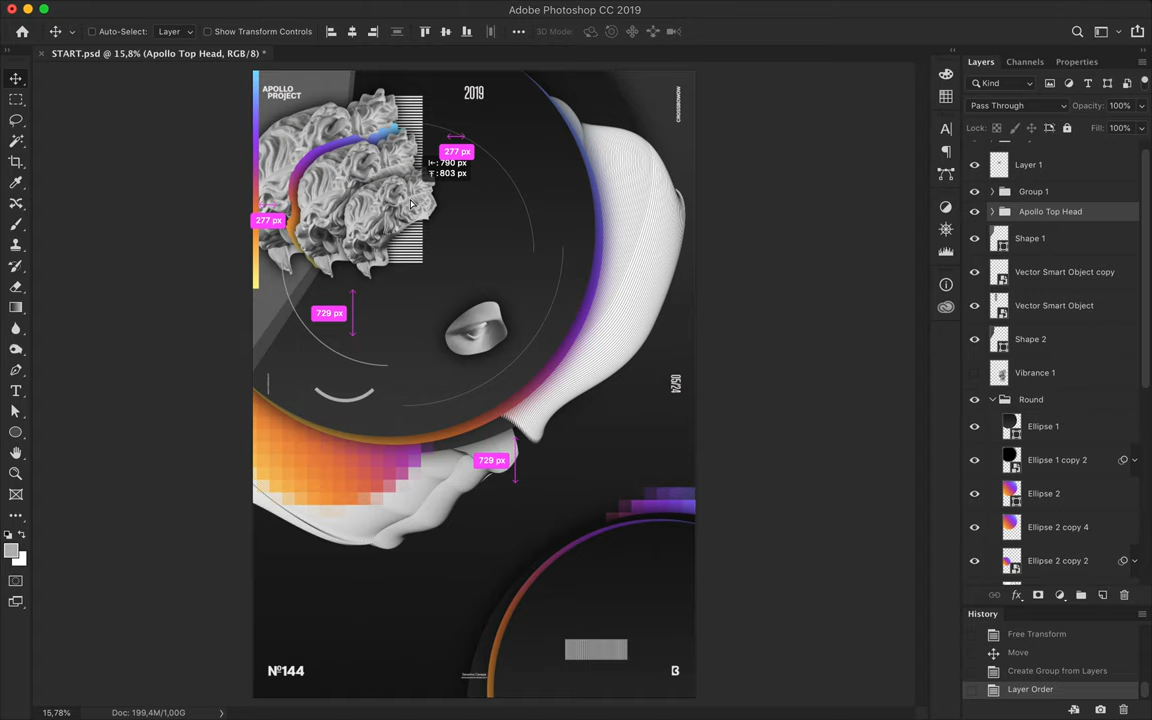 Adobe Photoshop CC 2019
Auto-Select:
Layer
Show Transform Controls
3D Mode:
START.psd @ 15,8% (Apollo Top Head, RGB/8) *
APOLLO
PROJECT
2019
CROSSBOWMON
277 px
790 px
803 px
277 px
729 px
05/24
729 px
Nº144
15,78%
Doc: 199,4M/1,00G
Layers
Channels
Properties
Kind
Pass Through
Opacity: 100%
Lock:
Fill: 100%
Layer 1
Group 1
Apollo Top Head
Shape 1
Vector Smart Object copy
Vector Smart Object
Shape 2
Vibrance 1
Round
Ellipse 1
Ellipse 1 copy 2
Ellipse 2
Ellipse 2 copy 4
Ellipse 2 copy 2
fx
History
Free Transform
Move
Create Group from Layers
Layer Order